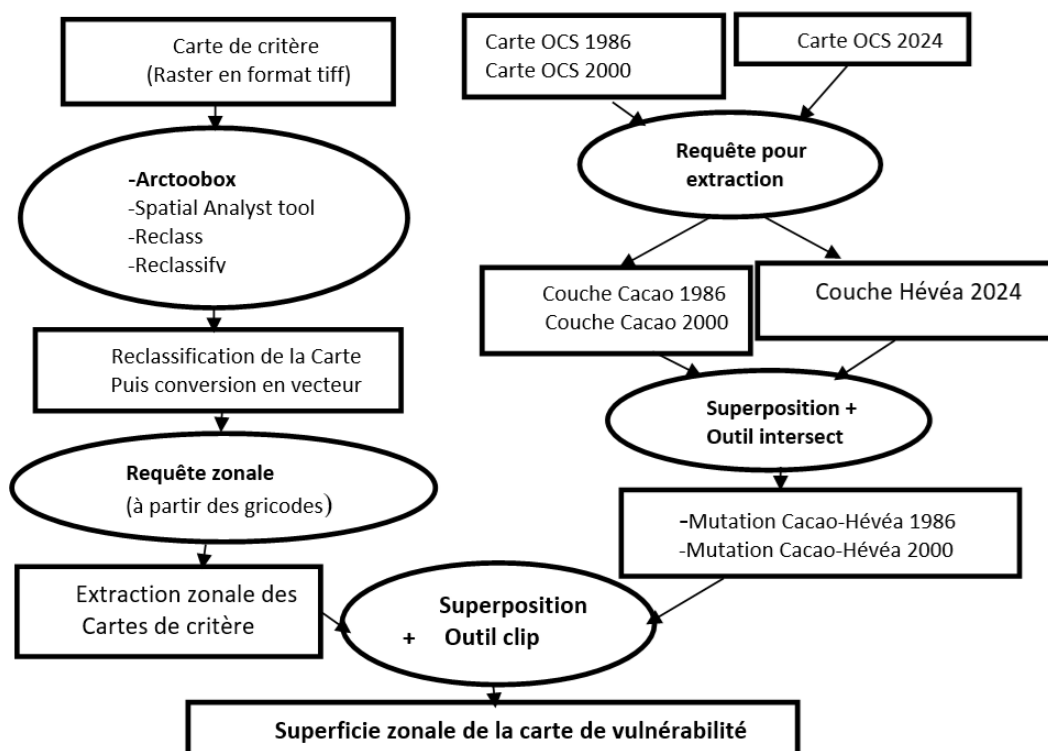 Carte de critère
(Raster en format tiff)
Carte OCS 1986
Carte OCS 2000
Carte OCS 2024
-Arctoobox
-Spatial Analyst tool
-Reclass
-Reclassifv
Requête pour
extraction
Couche Cacao 1986
Couche Cacao 2000
Couche Hévéa 2024
Reclassification de la Carte
Puis conversion en vecteur
Superposition +
Outil intersect
Requête zonale
(à partir des gricodes)
-Mutation Cacao-Hévéa 1986
-Mutation Cacao-Hévéa 2000
Extraction zonale des
Cartes de critère
Superposition
+ Outil clip
Superficie zonale de la carte de vulnérabilité